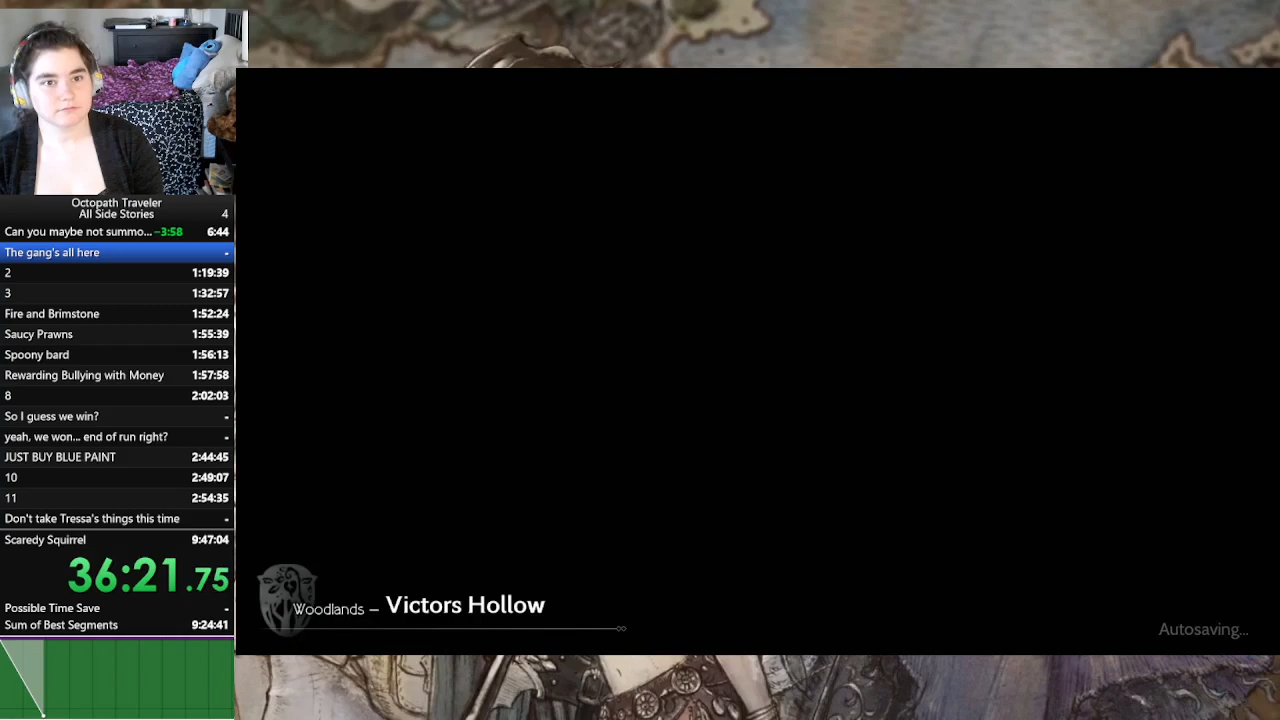 Octopath Traveler
All Side Stories 4
Can you maybe not summo... −3:58 6:44
The gang's all here -
2 1:19:39
3 1:32:57
Fire and Brimstone 1:52:24
Saucy Prawns 1:55:39
Spoony bard 1:56:13
Rewarding Bullying with Money 1:57:58
8 2:02:03
So I guess we win? -
yeah, we won... end of run right? -
JUST BUY BLUE PAINT 2:44:45
10 2:49:07
11 2:54:35
Don't take Tressa's things this time -
Scaredy Squirrel 9:47:04
36:21.75
Possible Time Save -
Sum of Best Segments 9:24:41
Woodlands – Victors Hollow
Autosaving...